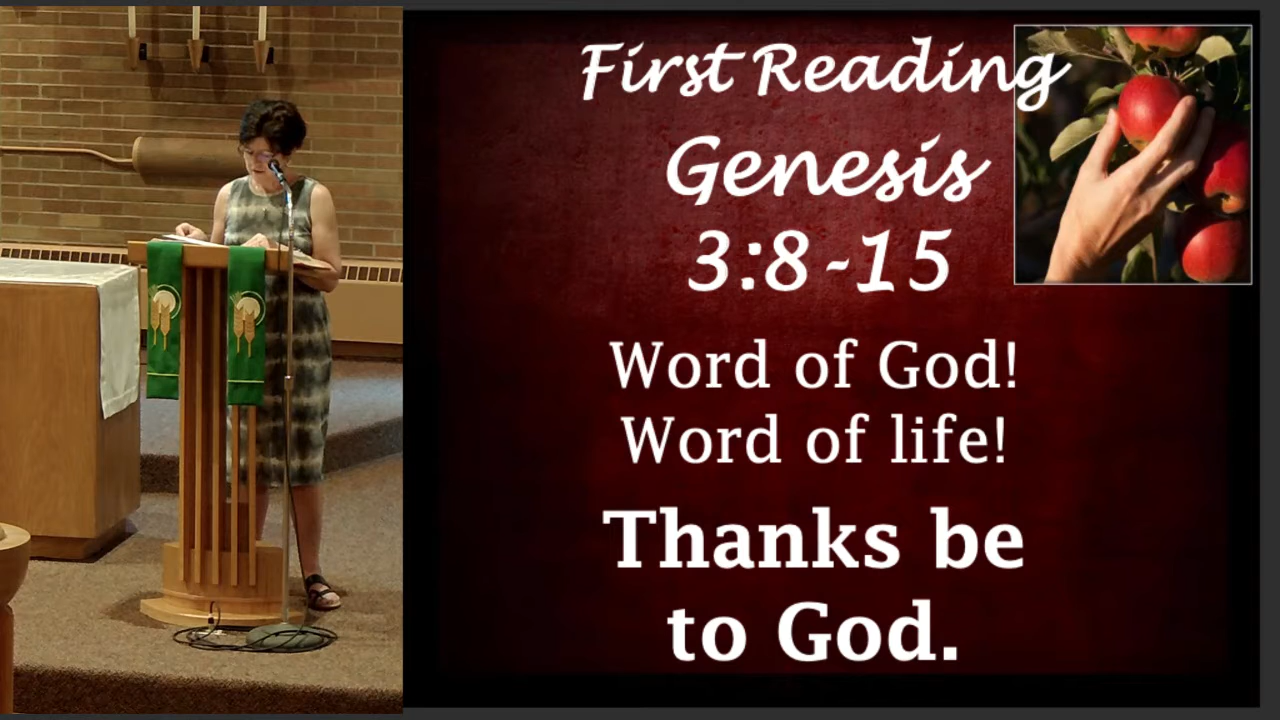 First Reading
Genesis
3:8-15
Word of God!
Word of life!
Thanks be
to God.